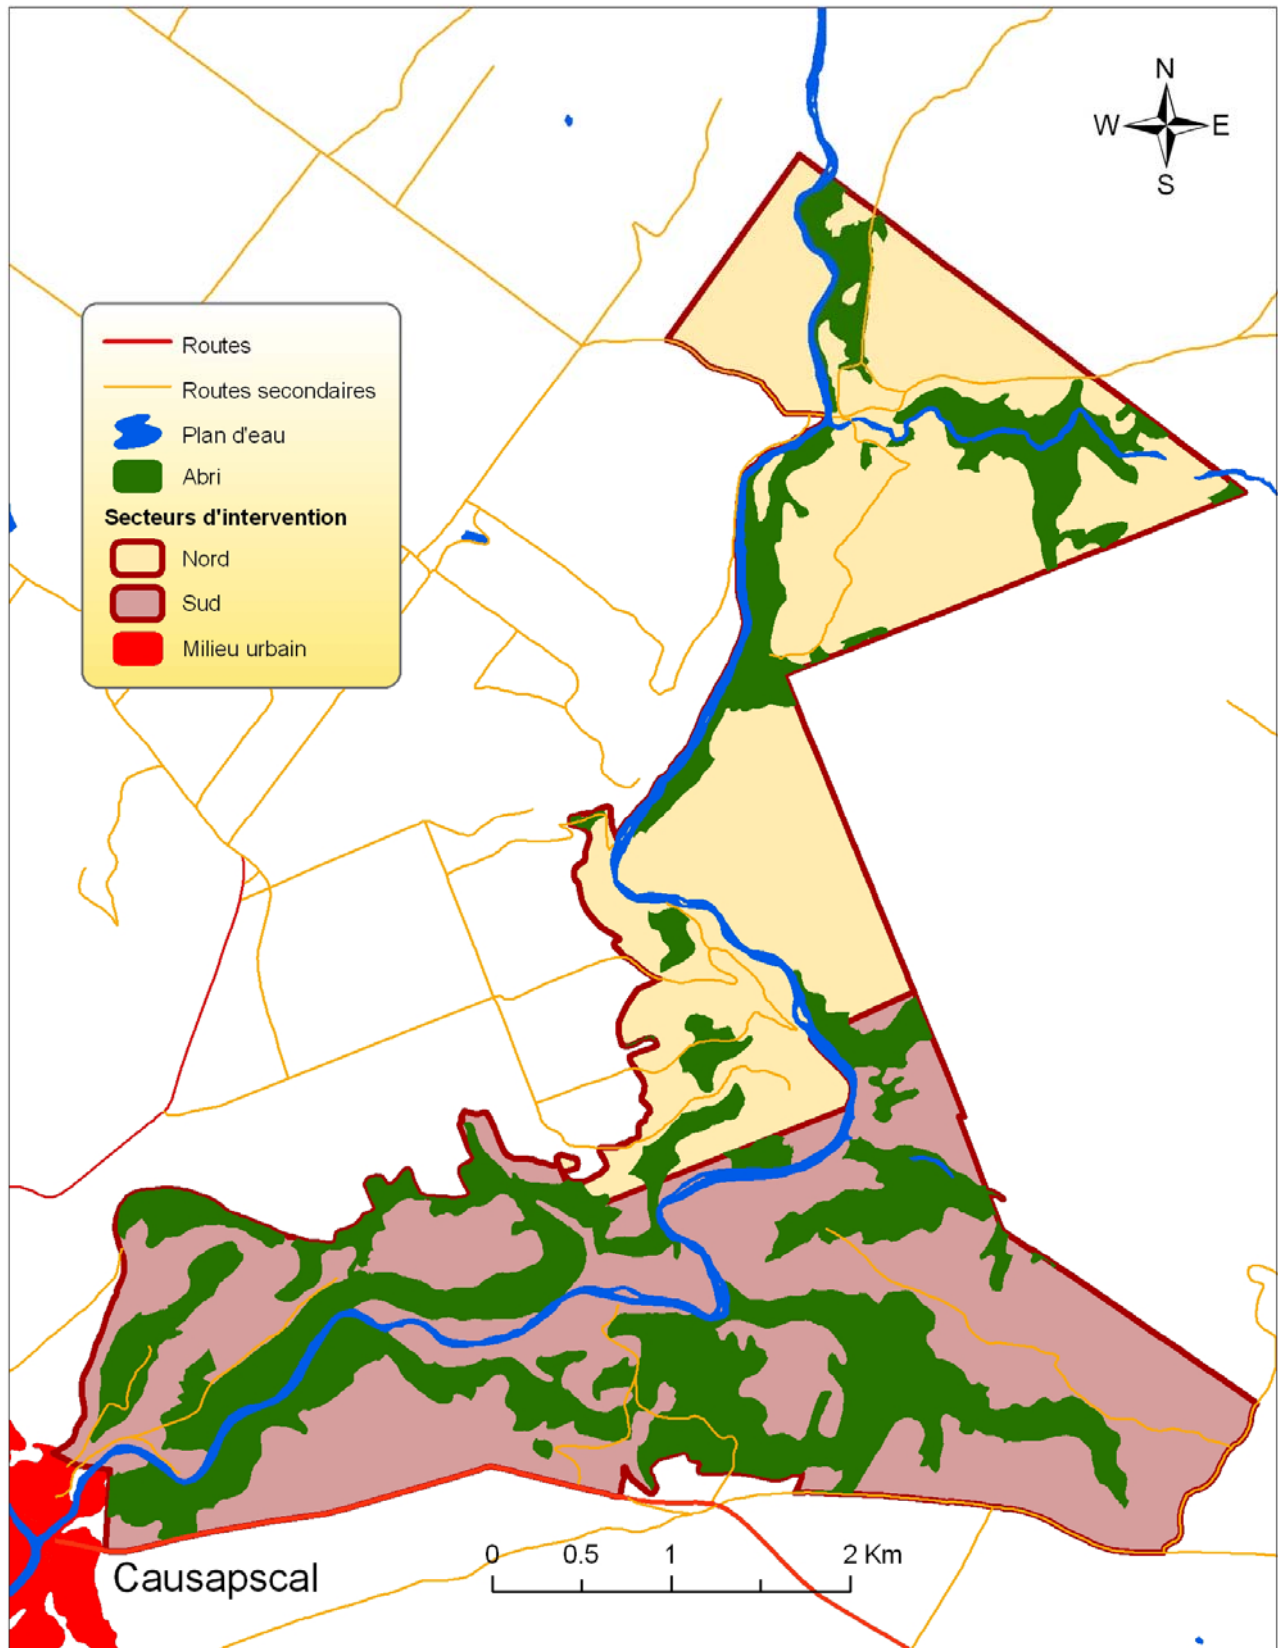 N
W E
S
Routes
Routes secondaires
Plan d'eau
Abri
Secteurs d'intervention
Nord
Sud
Milieu urbain
0 0.5 1 2 Km
Causapscal